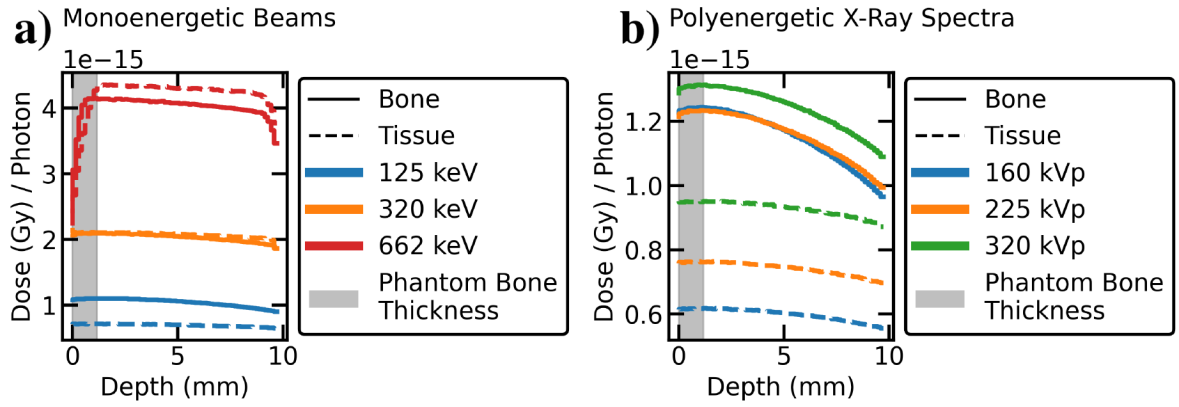 a) Monoenergetic Beams
1e−15
4
3
2
1
0
5
10
Dose (Gy) / Photon
Depth (mm)
Bone
Tissue
125 keV
320 keV
662 keV
Phantom Bone
Thickness
b) Polyenergetic X-Ray Spectra
1e−15
1.2
1.0
0.8
0.6
0
5
10
Dose (Gy) / Photon
Depth (mm)
Bone
Tissue
160 kVp
225 kVp
320 kVp
Phantom Bone
Thickness